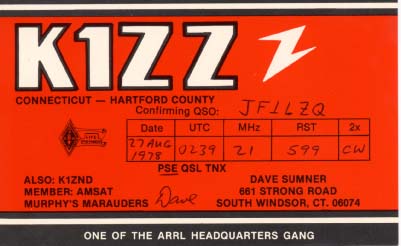 K1ZZ
CONNECTICUT — HARTFORD COUNTY
Confirming QSO: JF1LZQ
Date UTC MHz RST 2x
27 AUG 1978 0239 21 599 CW
PSE QSL TNX
ALSO: K1ZND
MEMBER: AMSAT
MURPHY'S MARAUDERS Dave
DAVE SUMNER
661 STRONG ROAD
SOUTH WINDSOR, CT. 06074
ONE OF THE ARRL HEADQUARTERS GANG